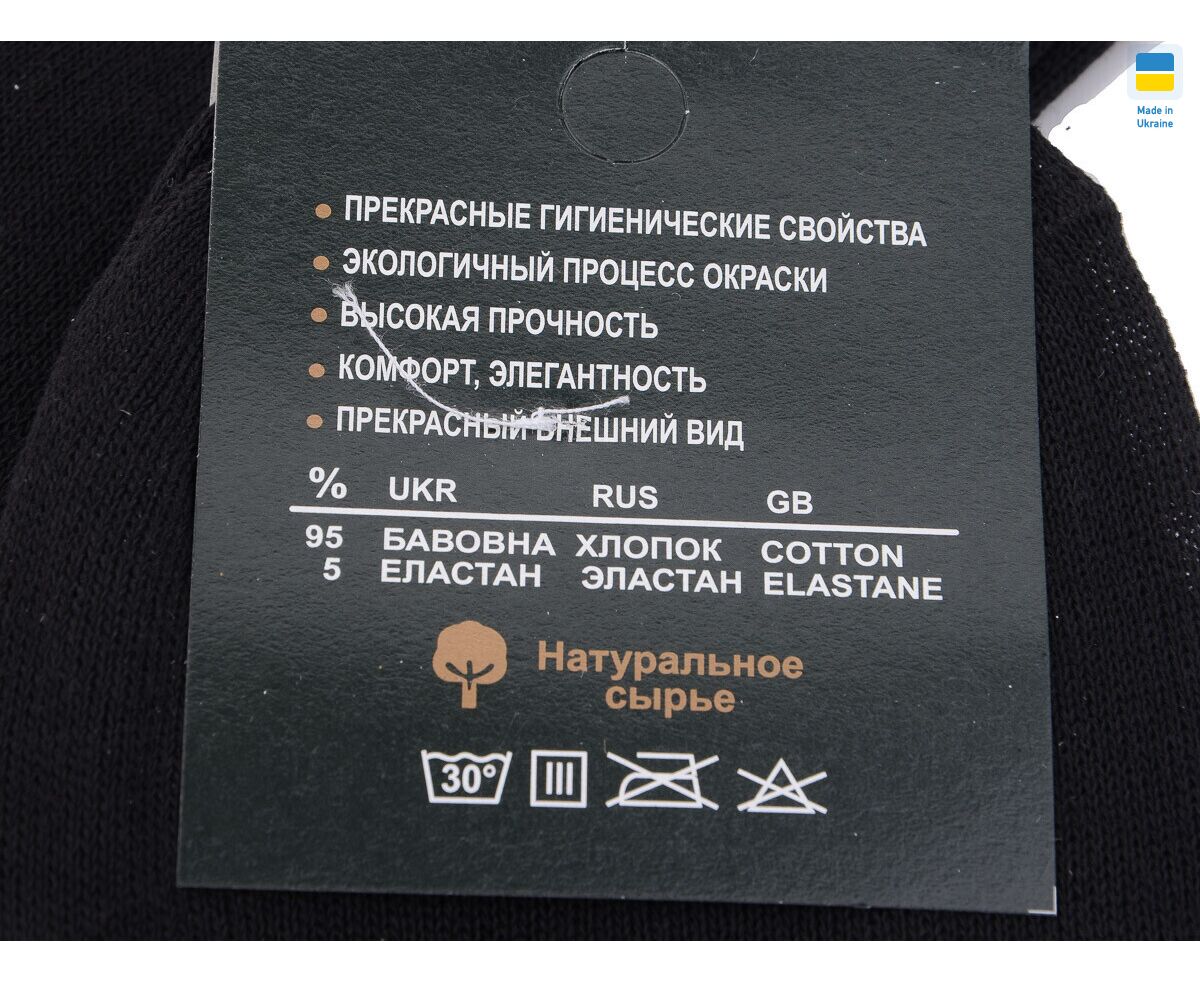 Made in
Ukraine
ПРЕКРАСНЫЕ ГИГИЕНИЧЕСКИЕ СВОЙСТВА
ЭКОЛОГИЧНЫЙ ПРОЦЕСС ОКРАСКИ
ВЫСОКАЯ ПРОЧНОСТЬ
КОМФОРТ, ЭЛЕГАНТНОСТЬ
ПРЕКРАСНЫЙ ВНЕШНИЙ ВИД
% UKR RUS GB
95 БАВОВНА ХЛОПОК COTTON
5 ЕЛАСТАН ЭЛАСТАН ELASTANE
Натуральное
сырье
30°